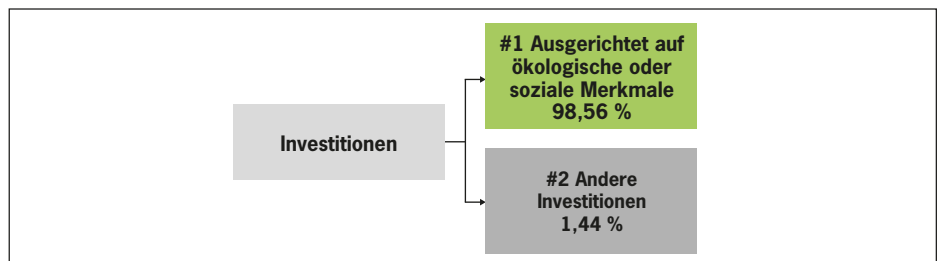 #1 Ausgerichtet auf
ökologische oder
soziale Merkmale
98,56 %
Investitionen
#2 Andere
Investitionen
1,44 %